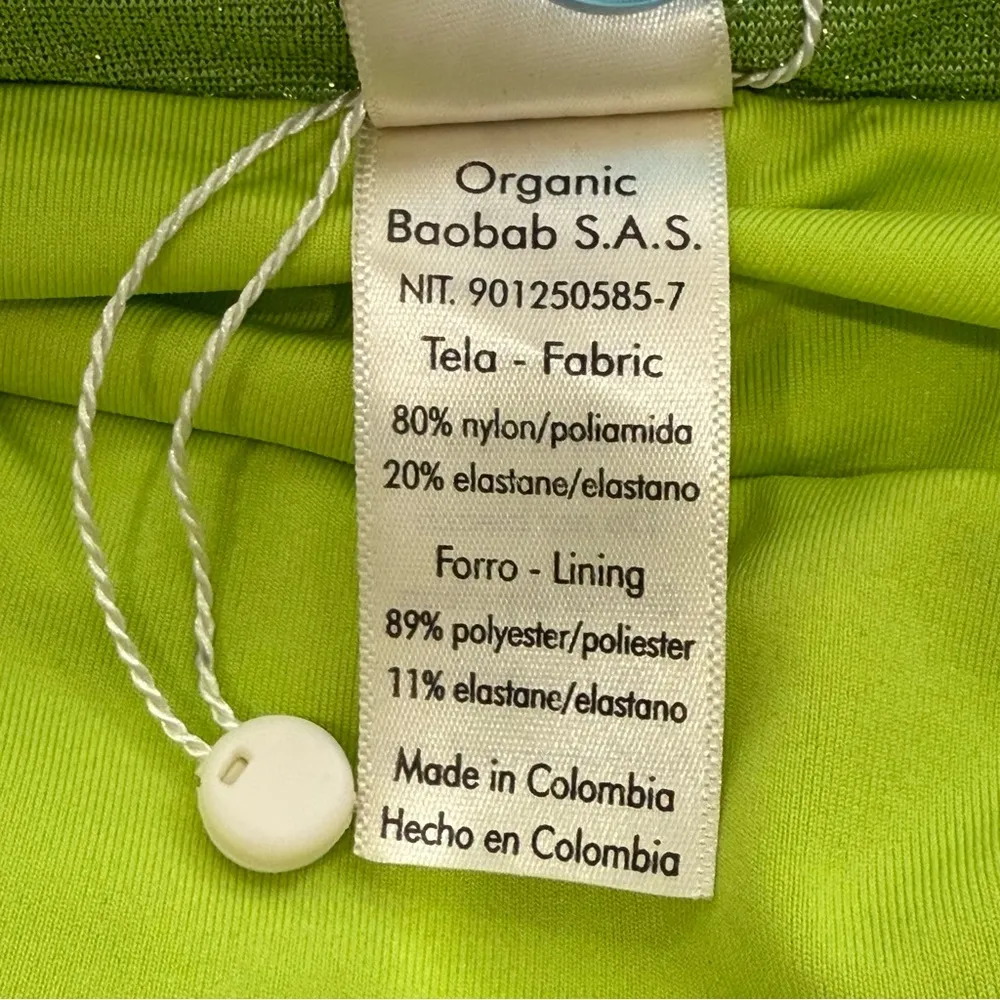 Organic
Baobab S.A.S.
NIT. 901250585-7
Tela - Fabric
80% nylon/poliamida
20% elastane/elastano
Forro - Lining
89% polyester/poliester
11% elastane/elastano
Made in Colombia
Hecho en Colombia